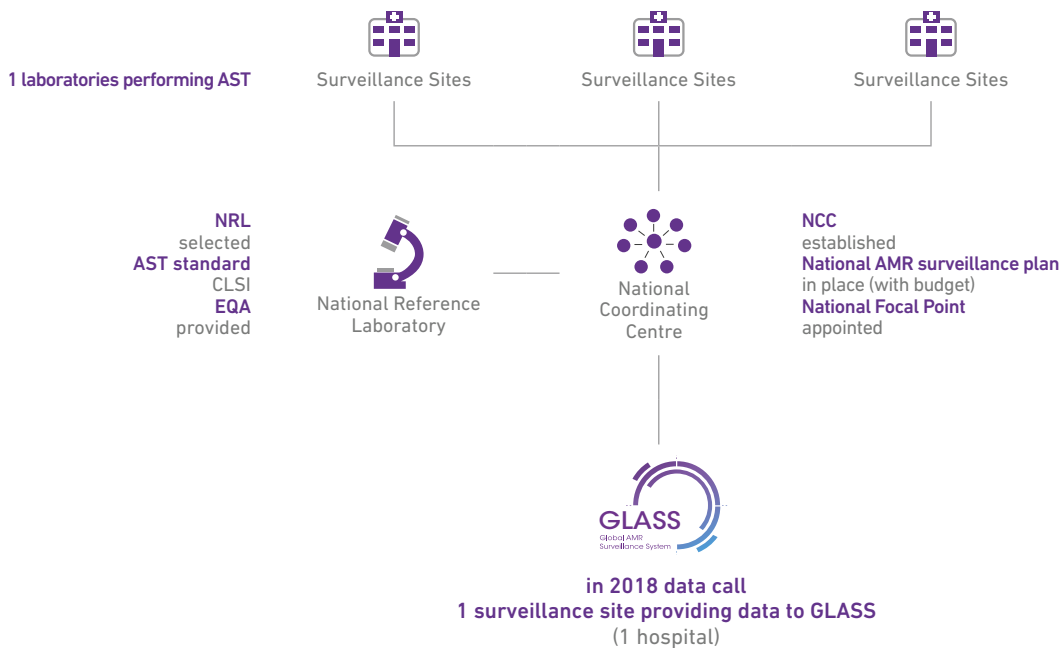 1 laboratories performing AST
Surveillance Sites
Surveillance Sites
Surveillance Sites
NRL
selected
AST standard
CLSI
EQA
provided
National Reference
Laboratory
National
Coordinating
Centre
NCC
established
National AMR surveillance plan
in place (with budget)
National Focal Point
appointed
GLASS
Global AMR
Surveillance System
in 2018 data call
1 surveillance site providing data to GLASS
(1 hospital)